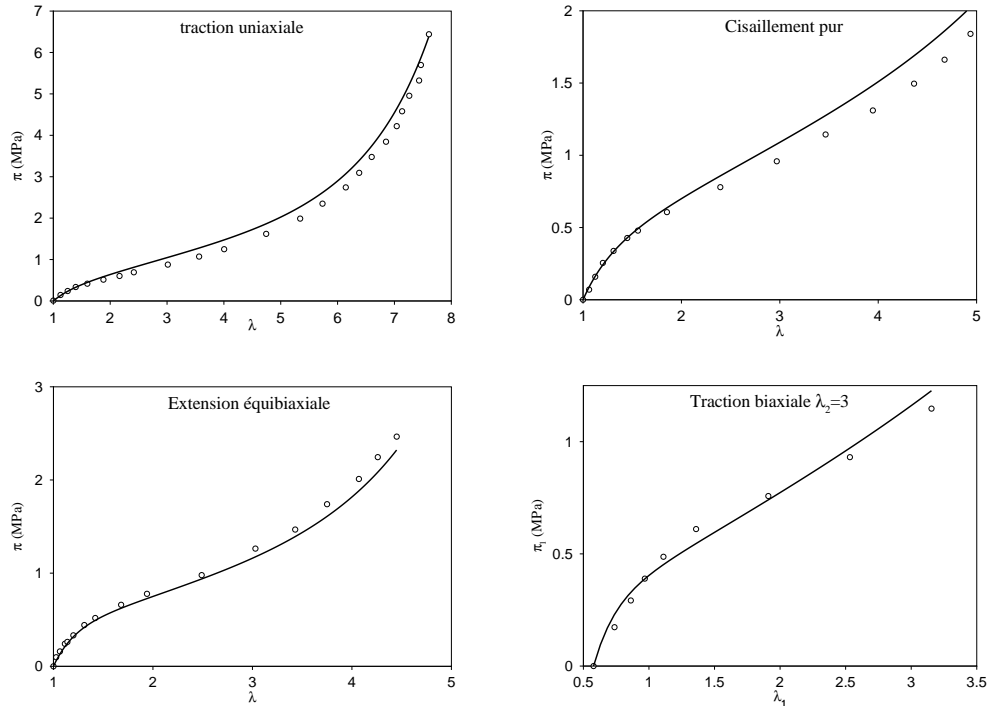 traction uniaxiale
π (MPa)
7
6
5
4
3
2
1
0
1 2 3 4 5 6 7 8
λ
Cisaillement pur
π (MPa)
2
1.5
1
0.5
0
1 2 3 4 5
λ
Extension équibiaxiale
π (MPa)
3
2
1
0
1 2 3 4 5
λ
Traction biaxiale λ₂=3
π₁ (MPa)
1
0.5
0
0.5 1 1.5 2 2.5 3 3.5
λ₁